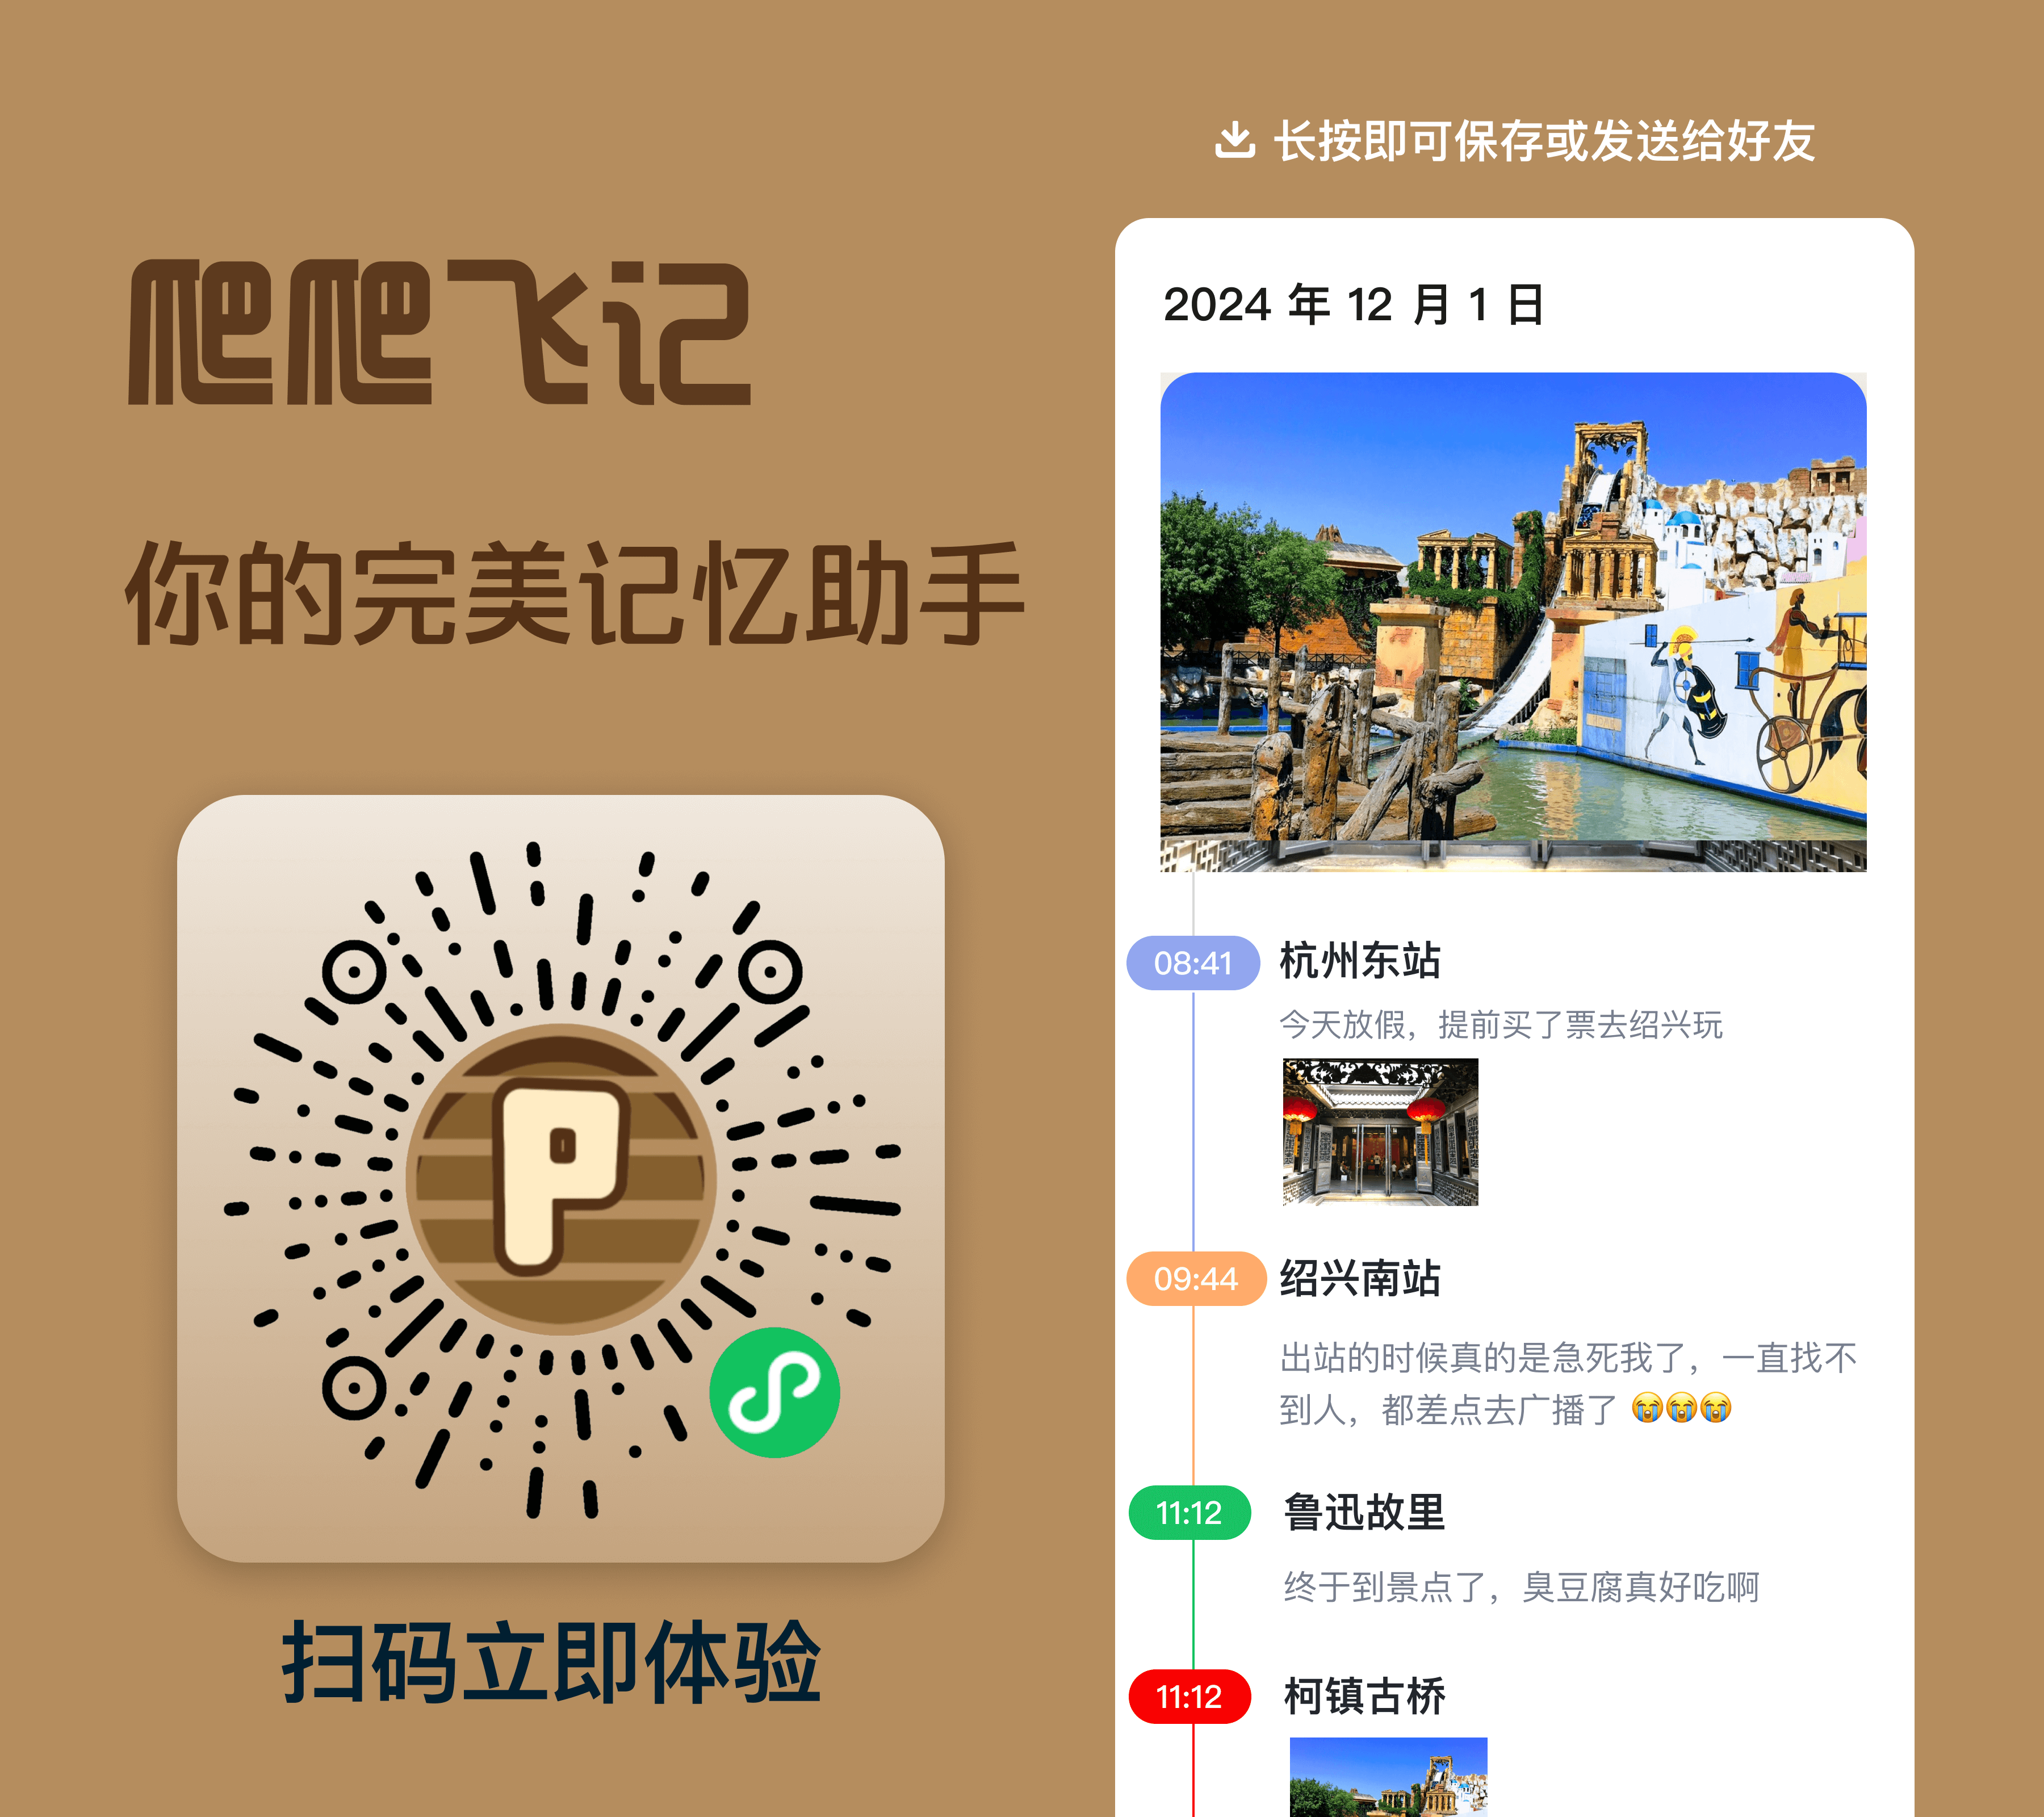 爬爬飞记
你的完美记忆助手
P
扫码立即体验
长按即可保存或发送给好友
2024 年 12 月 1 日
08:41 杭州东站
今天放假，提前买了票去绍兴玩
09:44 绍兴南站
出站的时候真的是急死我了，一直找不
到人，都差点去广播了 😭😭😭
11:12 鲁迅故里
终于到景点了，臭豆腐真好吃啊
11:12 柯镇古桥